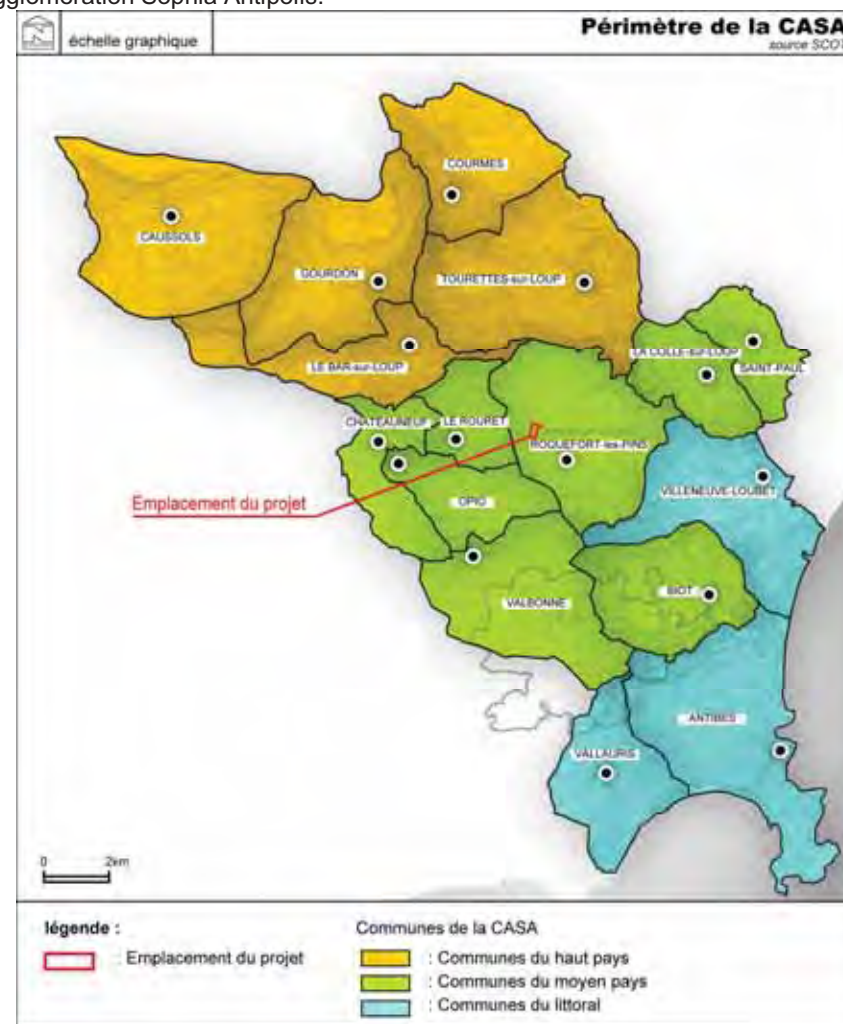 gglomération Sophia Antipolis.
échelle graphique
Périmètre de la CASA
source SCOT
COURMES
CAUSSOLS
GOURDON
TOURETTES-sur-LOUP
LA COLLE-sur-LOUP
SAINT-PAUL
LE BAR-sur-LOUP
CHATEAUNEUF
LE ROURET
ROQUEFORT-les-PINS
VILLENEUVE-LOUBET
Emplacement du projet
OPIO
BIOT
VALBONNE
ANTIBES
VALLAURIS
0 2km
légende :
Communes de la CASA
: Emplacement du projet
: Communes du haut pays
: Communes du moyen pays
: Communes du littoral